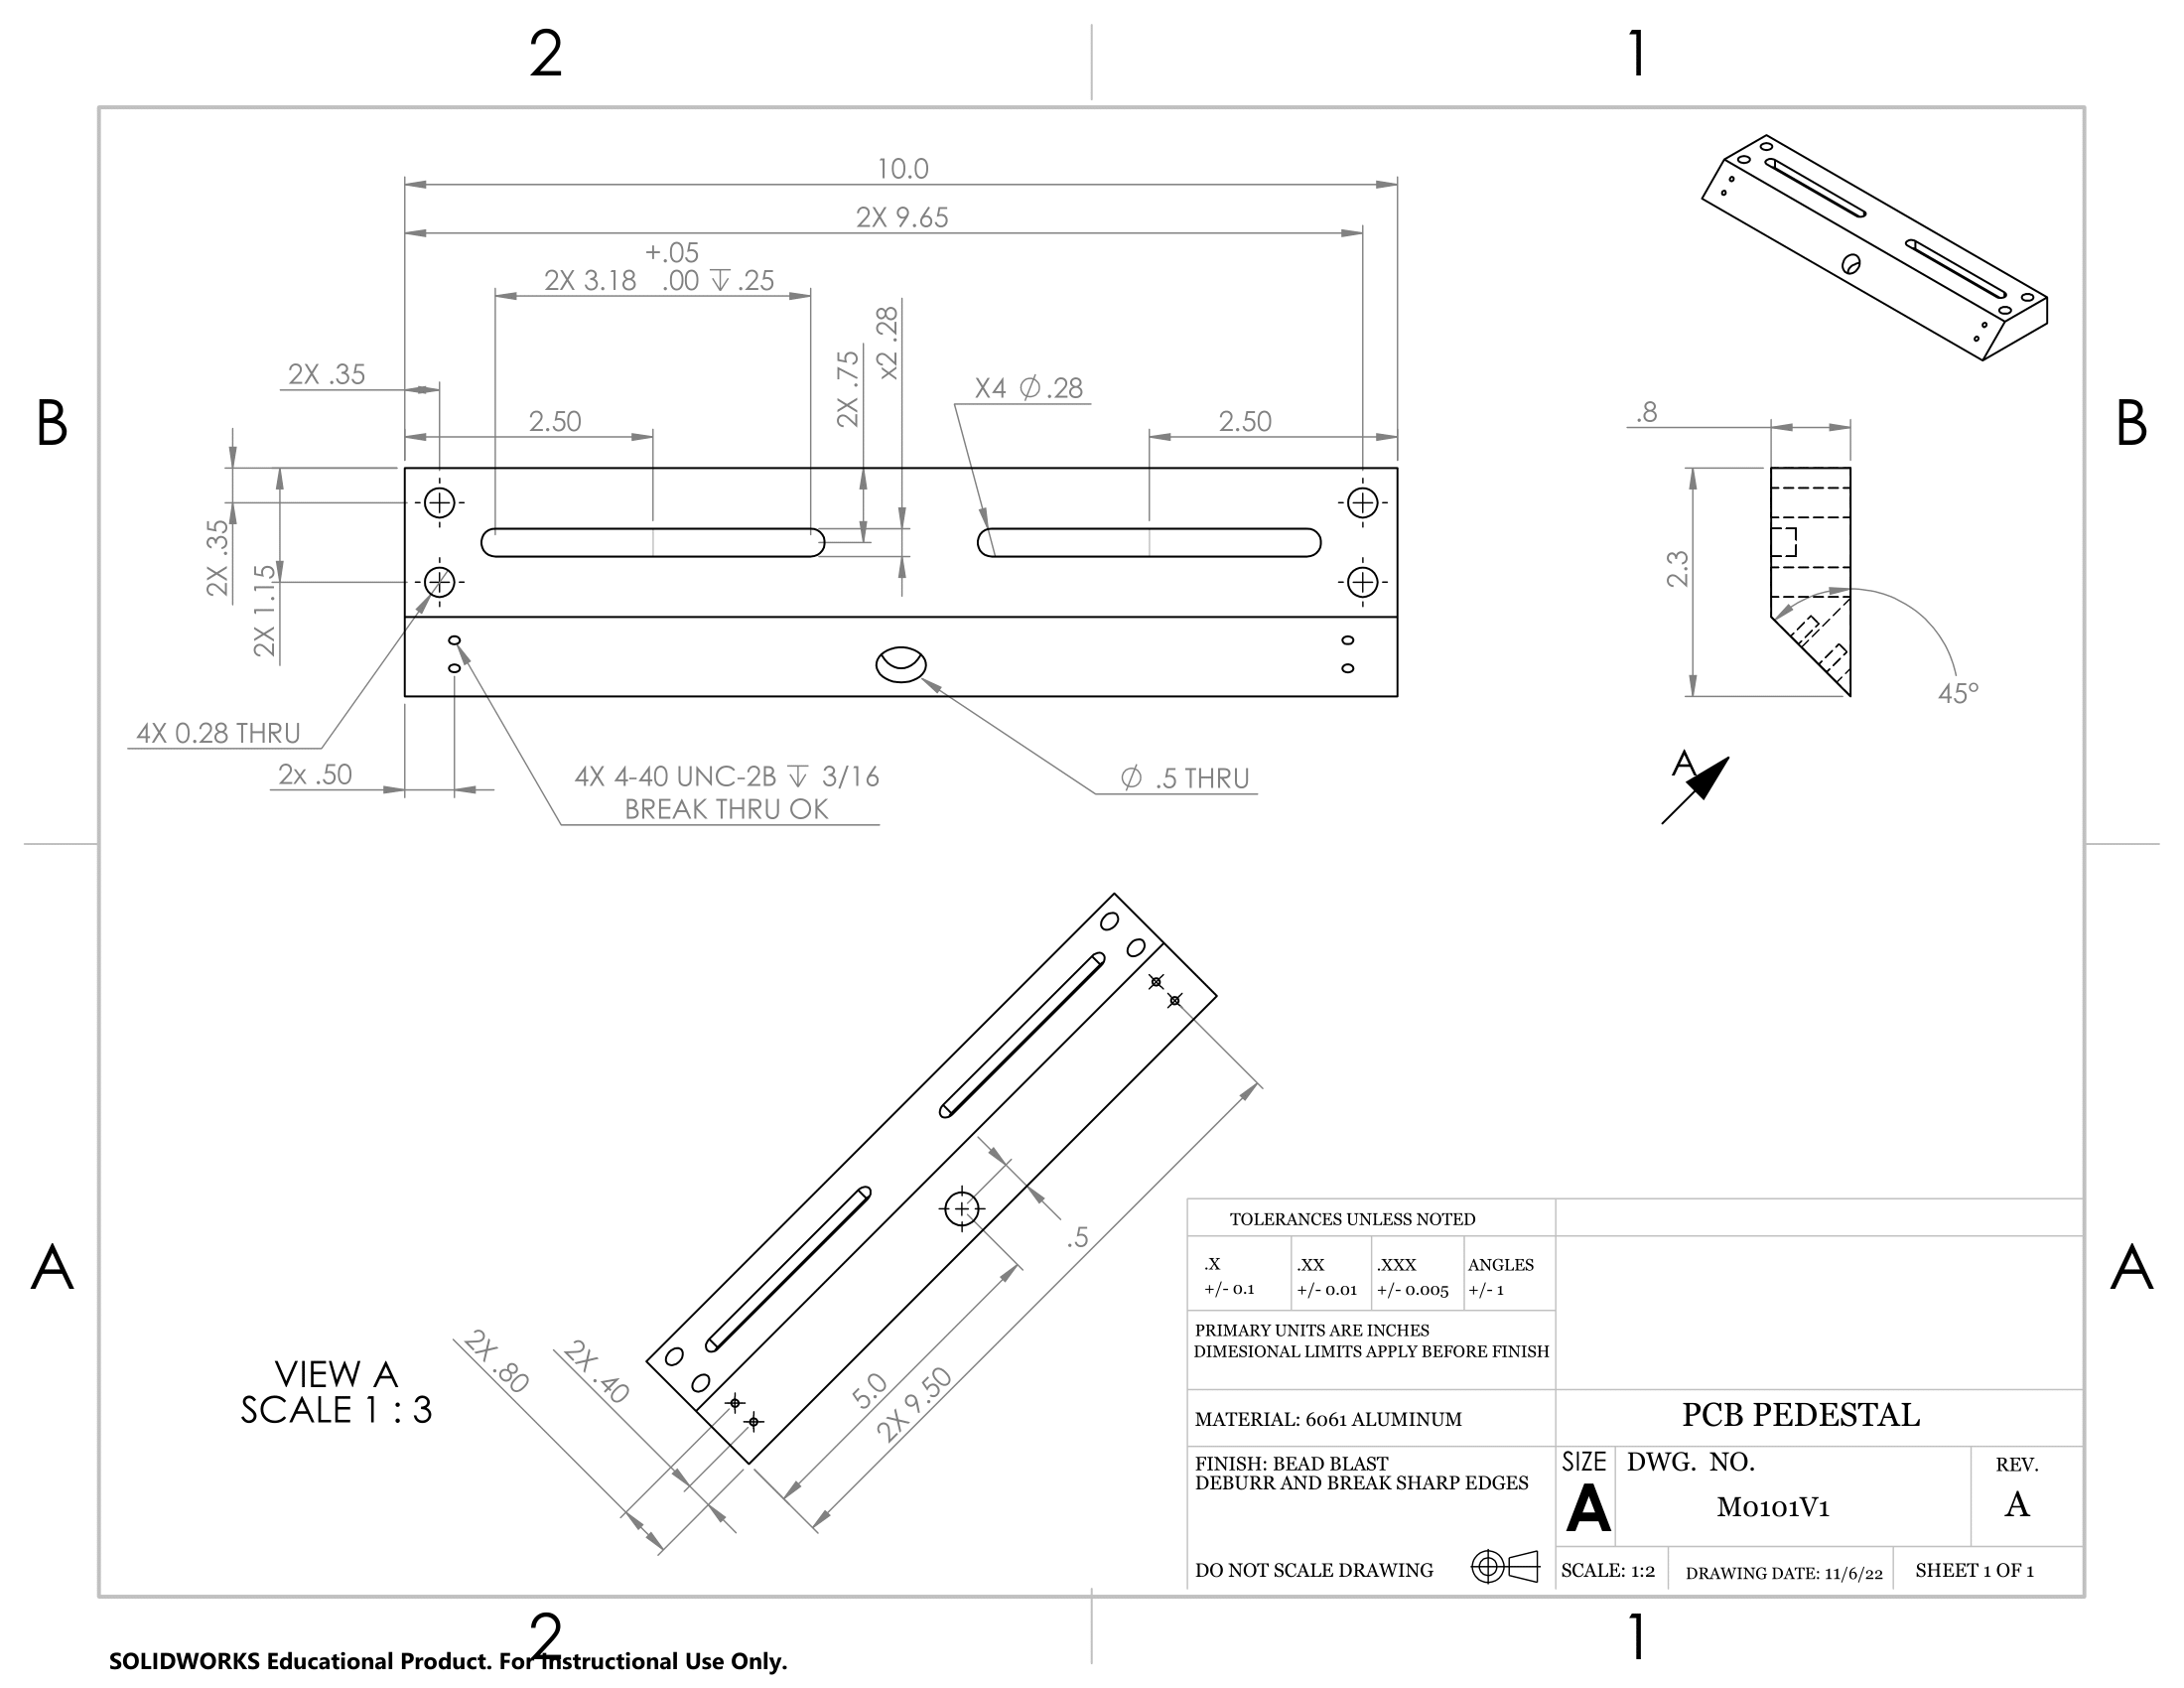 2
1
10.0
2X 9.65
+.05
2X 3.18 .00 ↧ .25
2X .35
2.50
2X .75
x2 .28
X4 ∅ .28
2.50
.8
B
B
2X .35
2X 1.15
2.3
45°
4X 0.28 THRU
2x .50
4X 4-40 UNC-2B ↧ 3/16
BREAK THRU OK
∅ .5 THRU
A
.5
A
A
VIEW A
SCALE 1 : 3
2X .80
2X .40
5.0
2X 9.50
TOLERANCES UNLESS NOTED
.X
+/- 0.1
.XX
+/- 0.01
.XXX
+/- 0.005
ANGLES
+/- 1
PRIMARY UNITS ARE INCHES
DIMESIONAL LIMITS APPLY BEFORE FINISH
MATERIAL: 6061 ALUMINUM
PCB PEDESTAL
FINISH: BEAD BLAST
DEBURR AND BREAK SHARP EDGES
SIZE
A
DWG. NO.
M0101V1
REV.
A
DO NOT SCALE DRAWING
SCALE: 1:2
DRAWING DATE: 11/6/22
SHEET 1 OF 1
2
1
SOLIDWORKS Educational Product. For Instructional Use Only.